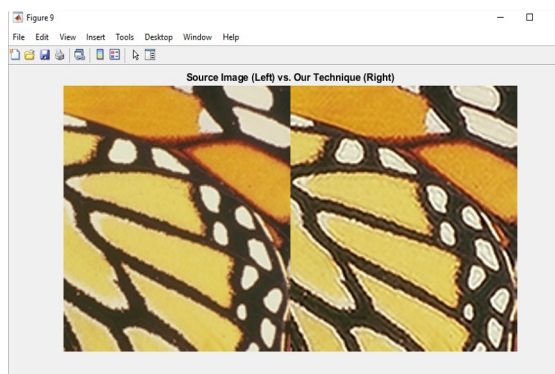 Figure 9
File Edit View Insert Tools Desktop Window Help
Source Image (Left) vs. Our Technique (Right)